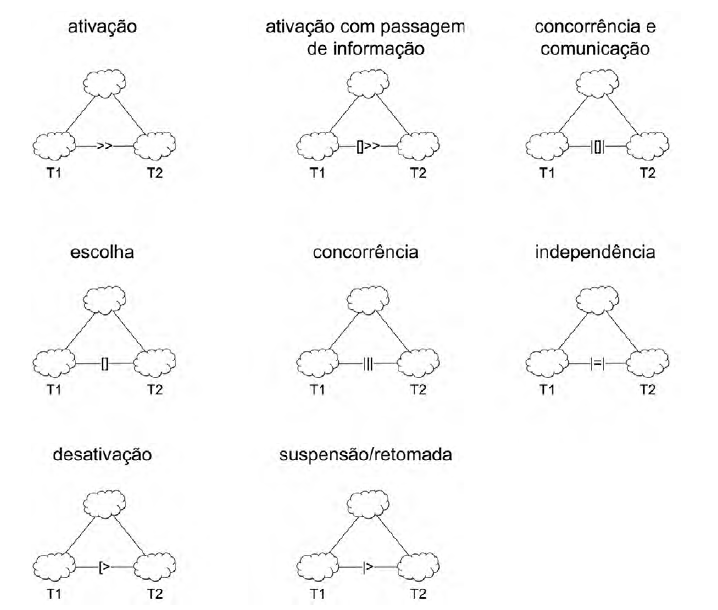 ativação
ativação com passagem
de informação
concorrência e
comunicação
>>
T1 T2
[]>>
T1 T2
|[]|
T1 T2
escolha
concorrência
independência
[]
T1 T2
|||
T1 T2
|=|
T1 T2
desativação
suspensão/retomada
[>
T1 T2
|>
T1 T2